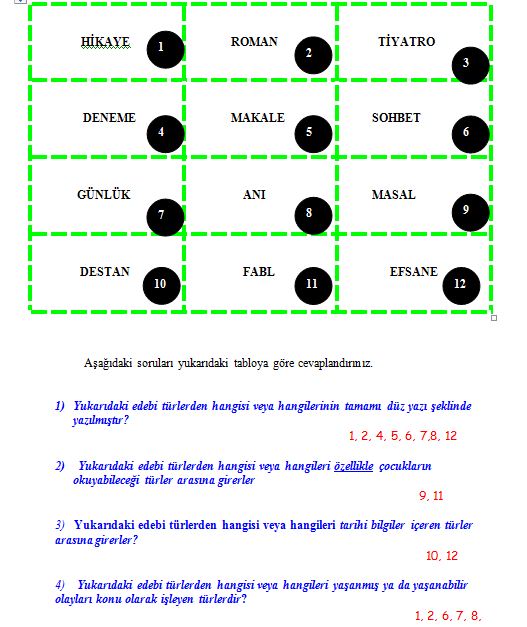 HİKAYE 1 ROMAN 2 TİYATRO 3
DENEME 4 MAKALE 5 SOHBET 6
GÜNLÜK 7 ANI 8 MASAL 9
DESTAN 10 FABL 11 EFSANE 12
Aşağıdaki soruları yukarıdaki tabloya göre cevaplandırınız.
1) Yukarıdaki edebi türlerden hangisi veya hangilerinin tamamı düz yazı şeklinde
yazılmıştır?
1, 2, 4, 5, 6, 7,8, 12
2) Yukarıdaki edebi türlerden hangisi veya hangileri özellikle çocukların
okuyabileceği türler arasına girerler
9, 11
3) Yukarıdaki edebi türlerden hangisi veya hangileri tarihi bilgiler içeren türler
arasına girerler?
10, 12
4) Yukarıdaki edebi türlerden hangisi veya hangileri yaşanmış ya da yaşanabilir
olayları konu olarak işleyen türlerdir?
1, 2, 6, 7, 8,